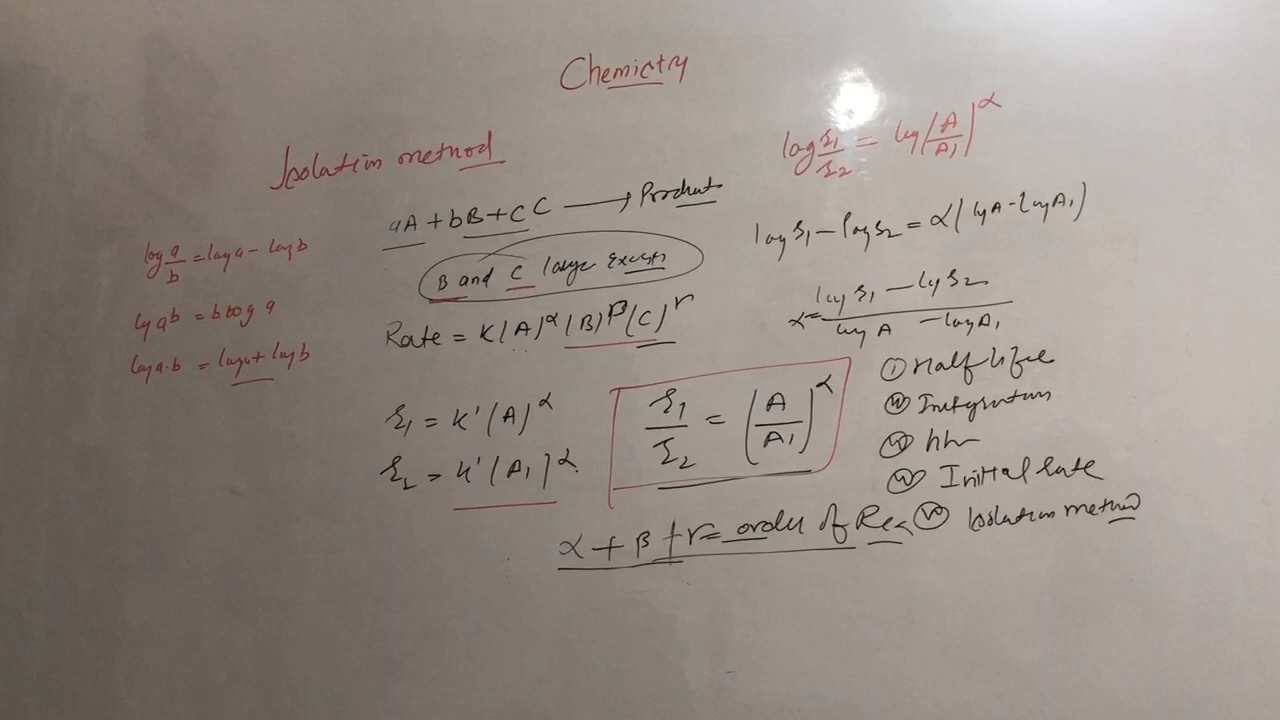 Chemistry
Isolation method
aA + bB + cC ⟶ Product
B and C large excess
Rate = K(A)^α (B)^β (C)^r
r₁ = K'(A)^α
r₂ = K'(A₁)^α
r₁/r₂ = (A/A₁)^α
α + β + r = order of Rea
log a/b = log a - log b
log a^b = b log a
log a.b = log a + log b
log r₁/r₂ = log(A/A₁)^α
log r₁ - log r₂ = α(log A - log A₁)
α = log r₁ - log r₂ / log A - log A₁
① Half life
Integration
Initial rate
Isolation method